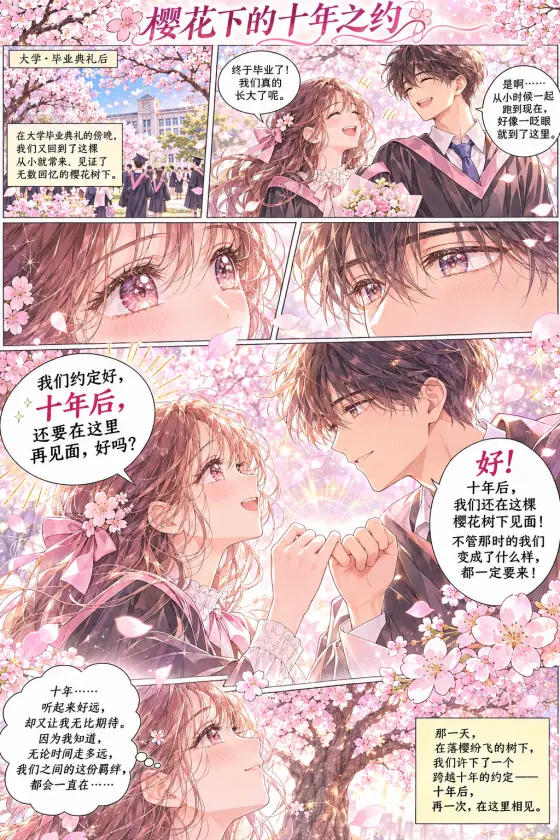 樱花下的十年之约
大学·毕业典礼后
在大学毕业典礼的傍晚，
我们又回到了这棵
从小就常来、见证了
无数回忆的樱花树下。
终于毕业了！
我们真的
长大了呢。
是啊……
从小时候一起
跑到现在，
好像一眨眼
就到了这里。
我们约定好，
十年后，
还要在这里
再见面，好吗？
好！
十年后，
我们还在这棵
樱花树下见面！
不管那时的我们
变成了什么样，
都一定要来！
十年……
听起来好远，
却又让我无比期待。
因为我知道，
无论时间走多远，
我们之间的这份羁绊，
都会一直在……
那一天，
在落樱纷飞的树下，
我们许下了一个
跨越十年的约定——
十年后，
再一次，在这里相见。